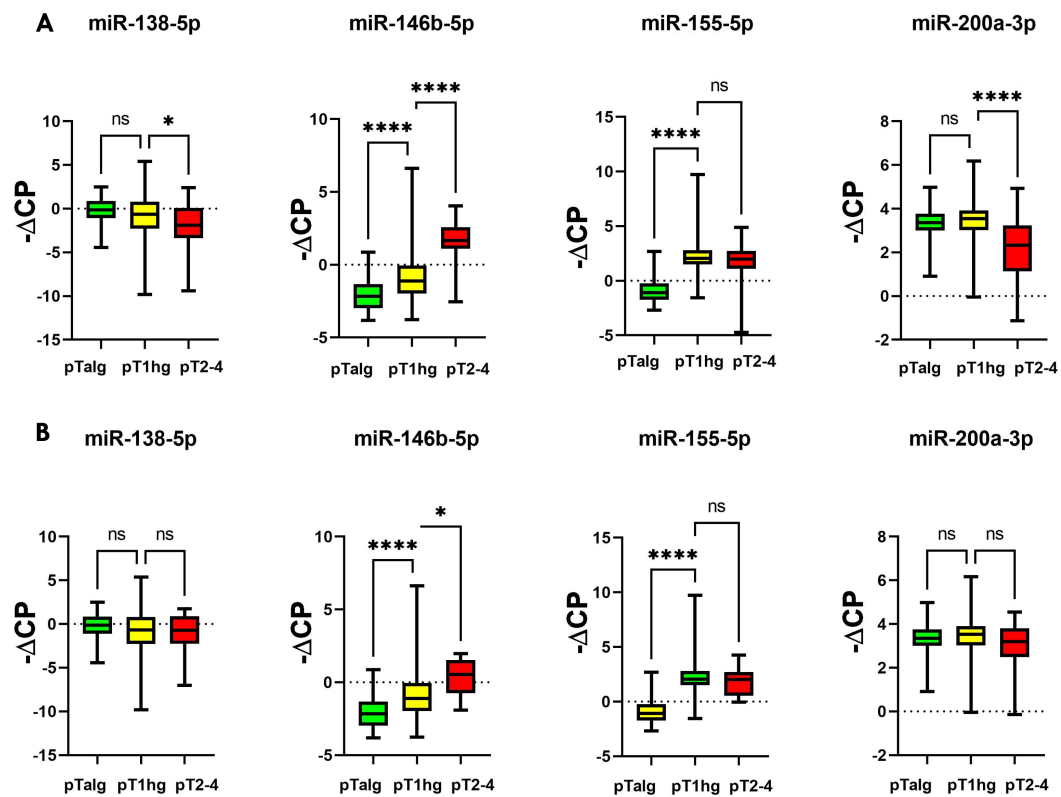 A miR-138-5p miR-146b-5p miR-155-5p miR-200a-3p
ns * **** **** **** ns ns ****
-ΔCP
10
5
0
-5
-10
-15
pTalg pT1hg pT2-4
-ΔCP
10
5
0
-5
pTalg pT1hg pT2-4
-ΔCP
15
10
5
0
-5
pTalg pT1hg pT2-4
-ΔCP
8
6
4
2
0
-2
pTalg pT1hg pT2-4
B miR-138-5p miR-146b-5p miR-155-5p miR-200a-3p
ns ns **** * **** ns ns ns
-ΔCP
10
5
0
-5
-10
-15
pTalg pT1hg pT2-4
-ΔCP
10
5
0
-5
pTalg pT1hg pT2-4
-ΔCP
15
10
5
0
-5
pTalg pT1hg pT2-4
-ΔCP
8
6
4
2
0
-2
pTalg pT1hg pT2-4